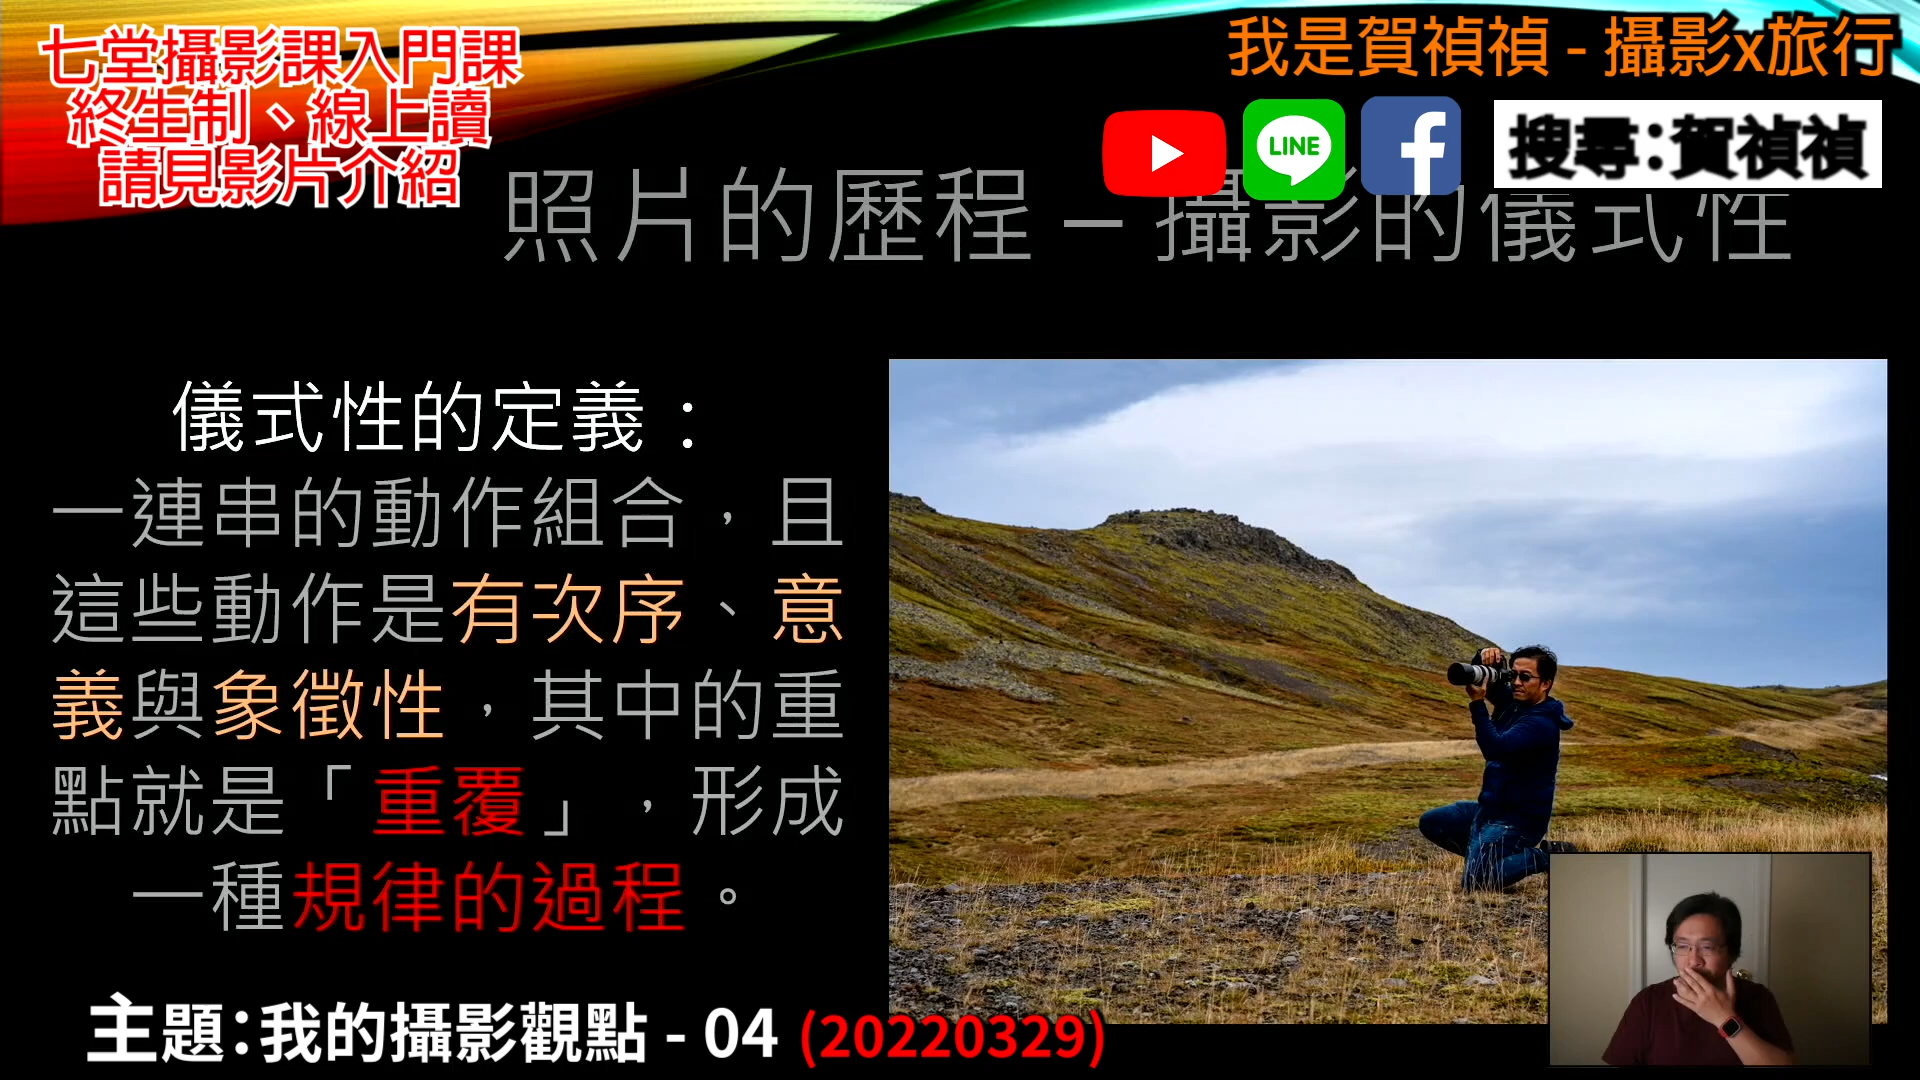 七堂攝影課入門課
終生制、線上讀
請見影片介紹
我是賀禎禎 - 攝影x旅行
LINE
搜尋:賀禎禎
照片的歷程 – 攝影的儀式性
儀式性的定義：
一連串的動作組合，且
這些動作是有次序、意
義與象徵性，其中的重
點就是「重覆」，形成
一種規律的過程。
主題:我的攝影觀點 - 04 (20220329)